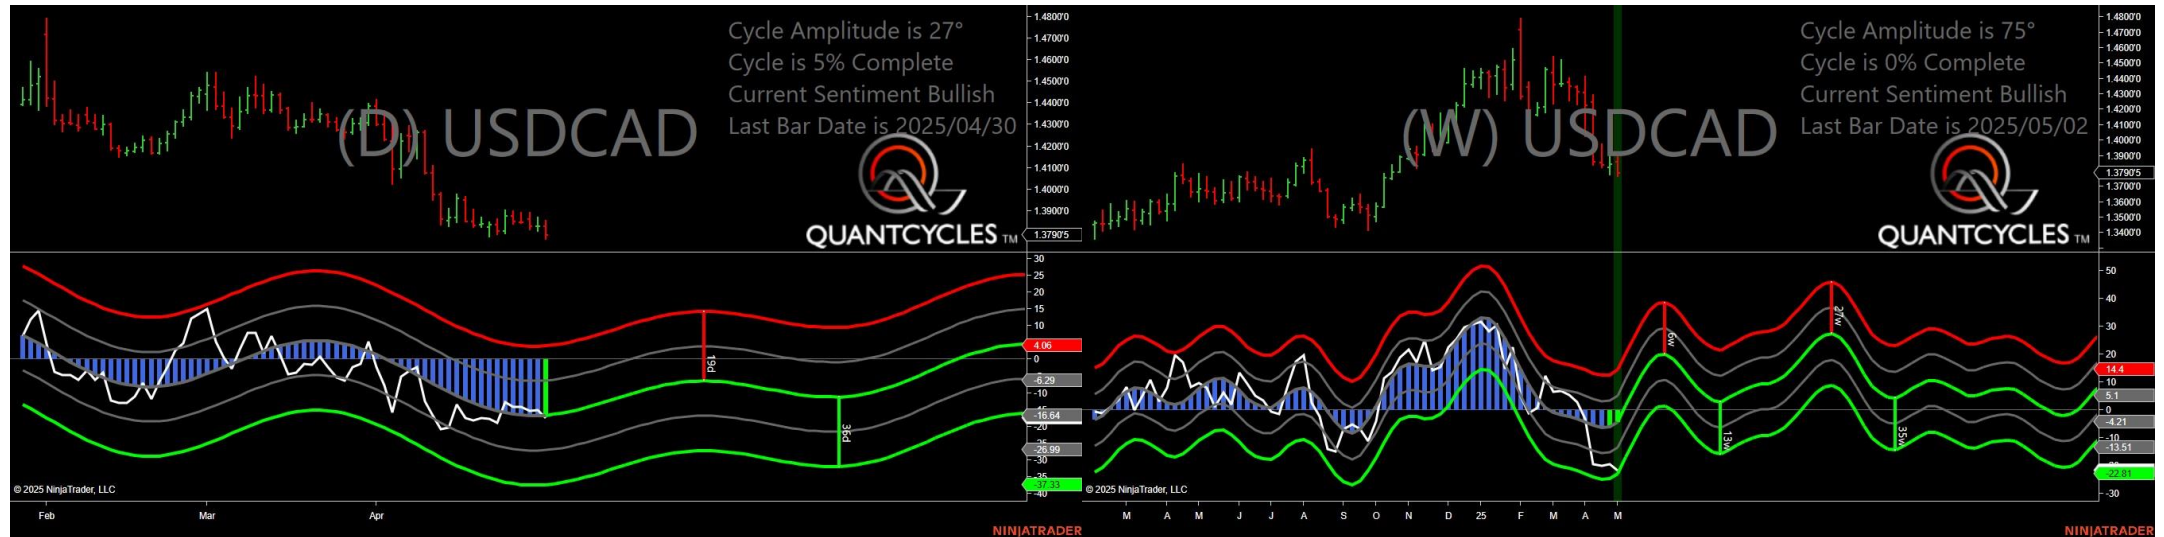 Cycle Amplitude is 27°
Cycle is 5% Complete
Current Sentiment Bullish
Last Bar Date is 2025/04/30
(D) USDCAD
QUANTCYCLES TM
1.4800'0
1.4700'0
1.4600'0
1.4500'0
1.4400'0
1.4300'0
1.4200'0
1.4100'0
1.4000'0
1.3900'0
1.3790'5
30
25
20
15
10
4.06
0
-6.29
-10
-16.64
-20
-26.99
-30
-37.33
-40
19d
36d
© 2025 NinjaTrader, LLC
Feb
Mar
Apr
NINJATRADER
Cycle Amplitude is 75°
Cycle is 0% Complete
Current Sentiment Bullish
Last Bar Date is 2025/05/02
(W) USDCAD
QUANTCYCLES TM
1.4800'0
1.4700'0
1.4600'0
1.4500'0
1.4400'0
1.4300'0
1.4200'0
1.4100'0
1.4000'0
1.3900'0
1.3790'5
1.3700'0
1.3600'0
1.3500'0
1.3400'0
50
40
30
20
14.4
10
5.1
0
-4.21
-10
-13.51
-22.81
-30
6w
13w
27w
35w
© 2025 NinjaTrader, LLC
M A M J J A S O N D 25 F M A M
NINJATRADER